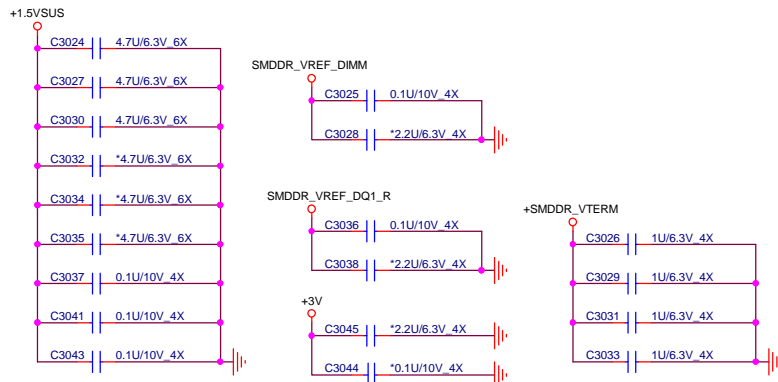 +1.5VSUS
C3024 4.7U/6.3V_6X
C3027 4.7U/6.3V_6X
C3030 4.7U/6.3V_6X
C3032 *4.7U/6.3V_6X
C3034 *4.7U/6.3V_6X
C3035 *4.7U/6.3V_6X
C3037 0.1U/10V_4X
C3041 0.1U/10V_4X
C3043 0.1U/10V_4X
SMDDR_VREF_DIMM
C3025 0.1U/10V_4X
C3028 *2.2U/6.3V_4X
SMDDR_VREF_DQ1_R
C3036 0.1U/10V_4X
C3038 *2.2U/6.3V_4X
+3V
C3045 *2.2U/6.3V_4X
C3044 *0.1U/10V_4X
+SMDDR_VTERM
C3026 1U/6.3V_4X
C3029 1U/6.3V_4X
C3031 1U/6.3V_4X
C3033 1U/6.3V_4X